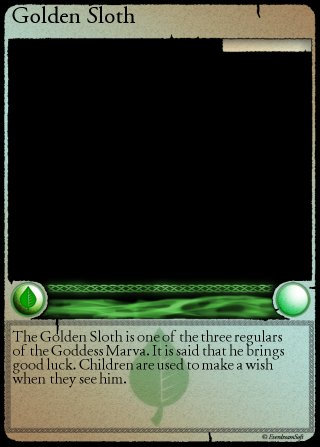 Golden Sloth
The Golden Sloth is one of the three regulars
of the Goddess Marva. It is said that he brings
good luck. Children are used to make a wish
when they see him.
© EverdreamSoft